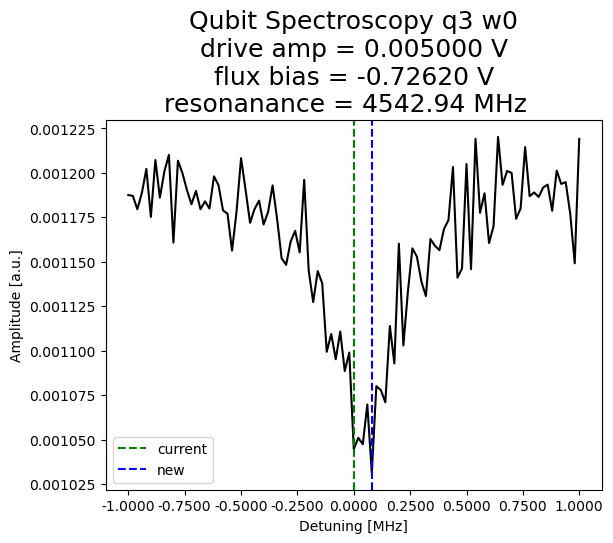 Qubit Spectroscopy q3 w0
drive amp = 0.005000 V
flux bias = -0.72620 V
resonanance = 4542.94 MHz
0.001225
0.001200
0.001175
0.001150
0.001125
0.001100
0.001075
0.001050
0.001025
Amplitude [a.u.]
current
new
-1.0000 -0.7500 -0.5000 -0.2500 0.0000 0.2500 0.5000 0.7500 1.0000
Detuning [MHz]